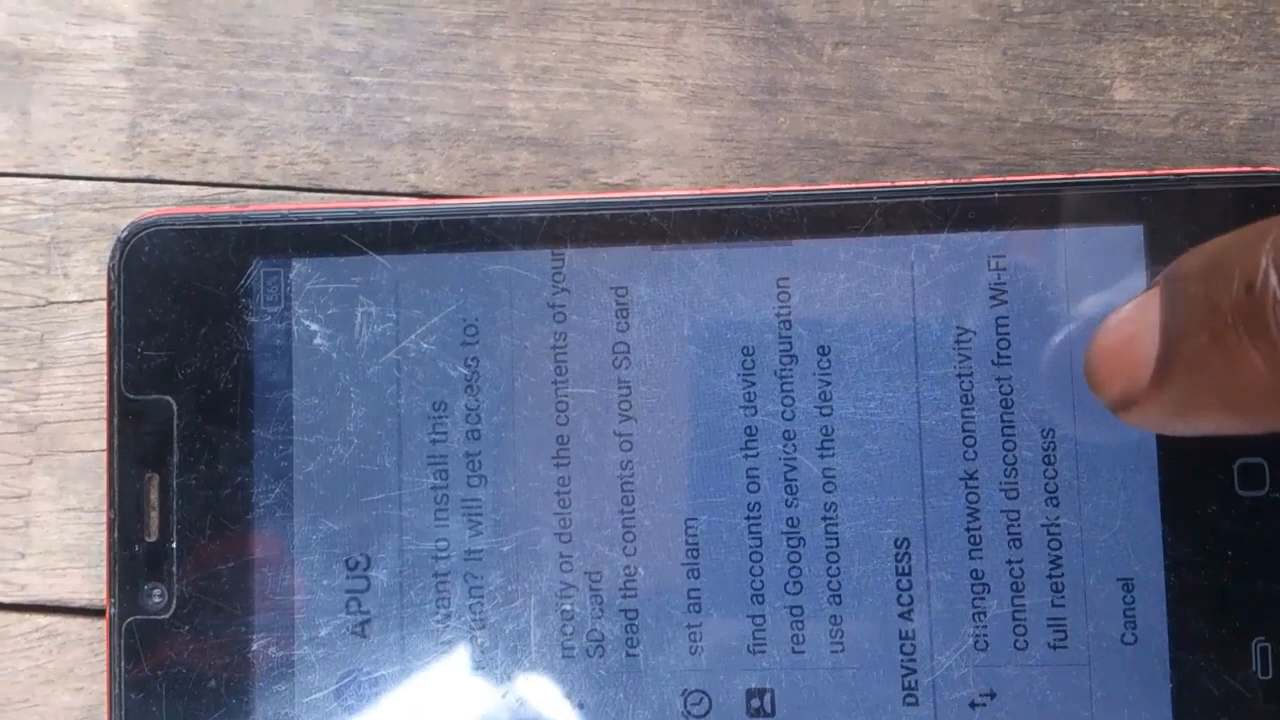 56%
APUS
want to install this
It will get access to:
modify or delete the contents of your
SD card
read the contents of your SD card
set an alarm
find accounts on the device
read Google service configuration
use accounts on the device
DEVICE ACCESS
change network connectivity
connect and disconnect from Wi-Fi
full network access
Cancel